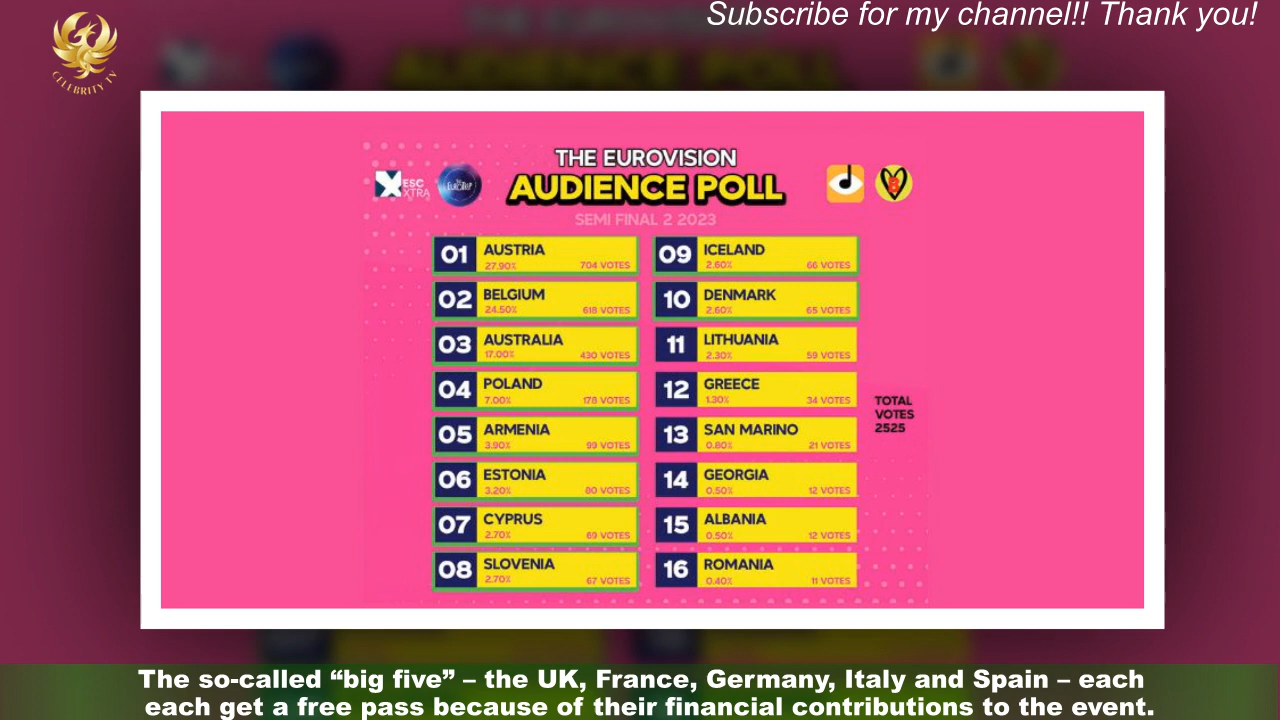 Subscribe for my channel!! Thank you!
CELEBRITY TV
THE EUROVISION
AUDIENCE POLL
ESC
XTRA
SEMI FINAL 2 2023
01 AUSTRIA
27.90% 704 VOTES
02 BELGIUM
24.50% 618 VOTES
03 AUSTRALIA
17.00% 430 VOTES
04 POLAND
7.00% 178 VOTES
05 ARMENIA
3.90% 99 VOTES
06 ESTONIA
3.20% 80 VOTES
07 CYPRUS
2.70% 69 VOTES
08 SLOVENIA
2.70% 67 VOTES
09 ICELAND
2.60% 66 VOTES
10 DENMARK
2.60% 65 VOTES
11 LITHUANIA
2.30% 59 VOTES
12 GREECE
1.30% 34 VOTES
13 SAN MARINO
0.80% 21 VOTES
14 GEORGIA
0.50% 12 VOTES
15 ALBANIA
0.50% 12 VOTES
16 ROMANIA
0.40% 11 VOTES
TOTAL
VOTES
2525
The so-called “big five” – the UK, France, Germany, Italy and Spain – each
each get a free pass because of their financial contributions to the event.